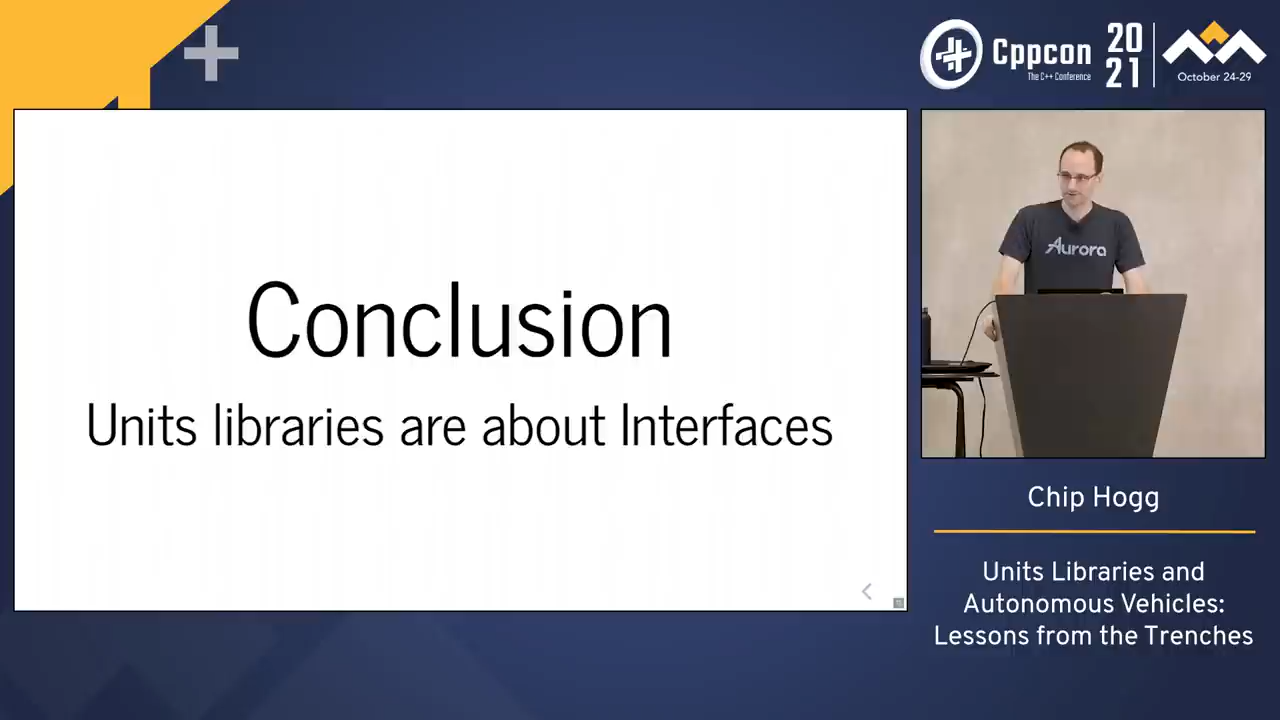 Cppcon
The C++ Conference
20
21
October 24-29
Conclusion
Units libraries are about Interfaces
Aurora
Chip Hogg
Units Libraries and
Autonomous Vehicles:
Lessons from the Trenches